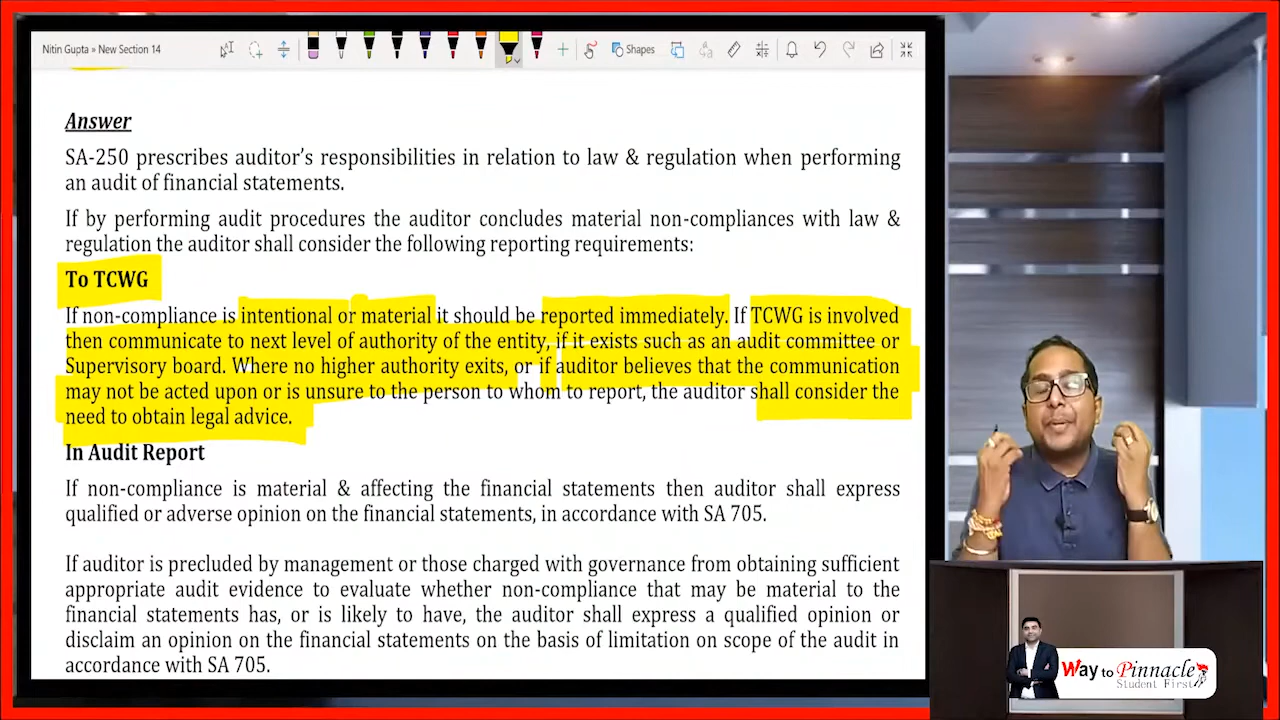 Nitin Gupta » New Section 14
Shapes
Answer
SA-250 prescribes auditor’s responsibilities in relation to law & regulation when performing
an audit of financial statements.
If by performing audit procedures the auditor concludes material non-compliances with law &
regulation the auditor shall consider the following reporting requirements:
To TCWG
If non-compliance is intentional or material it should be reported immediately. If TCWG is involved
then communicate to next level of authority of the entity, if it exists such as an audit committee or
Supervisory board. Where no higher authority exits, or if auditor believes that the communication
may not be acted upon or is unsure to the person to whom to report, the auditor shall consider the
need to obtain legal advice.
In Audit Report
If non-compliance is material & affecting the financial statements then auditor shall express
qualified or adverse opinion on the financial statements, in accordance with SA 705.
If auditor is precluded by management or those charged with governance from obtaining sufficient
appropriate audit evidence to evaluate whether non-compliance that may be material to the
financial statements has, or is likely to have, the auditor shall express a qualified opinion or
disclaim an opinion on the financial statements on the basis of limitation on scope of the audit in
accordance with SA 705.
Way to Pinnacle
Student First